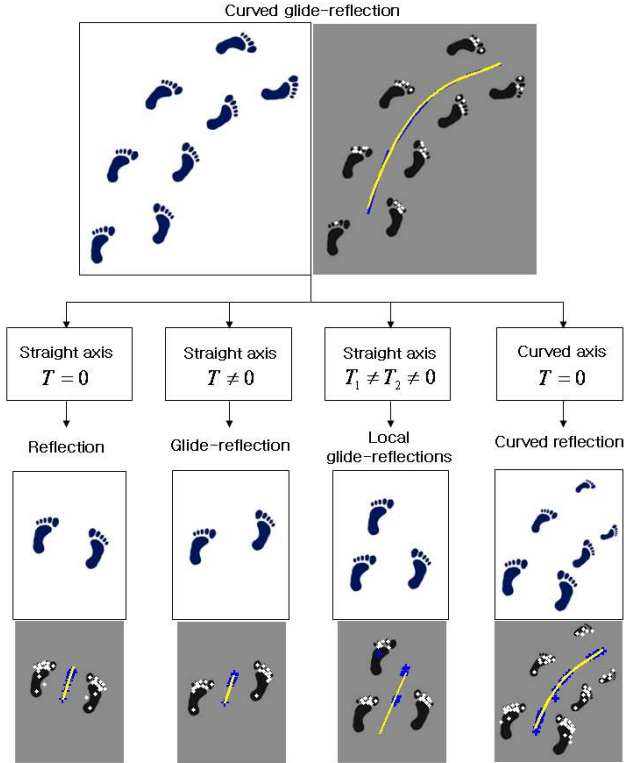 Curved glide-reflection
Straight axis
T = 0
Straight axis
T ≠ 0
Straight axis
T₁ ≠ T₂ ≠ 0
Curved axis
T = 0
Reflection
Glide-reflection
Local
glide-reflections
Curved reflection